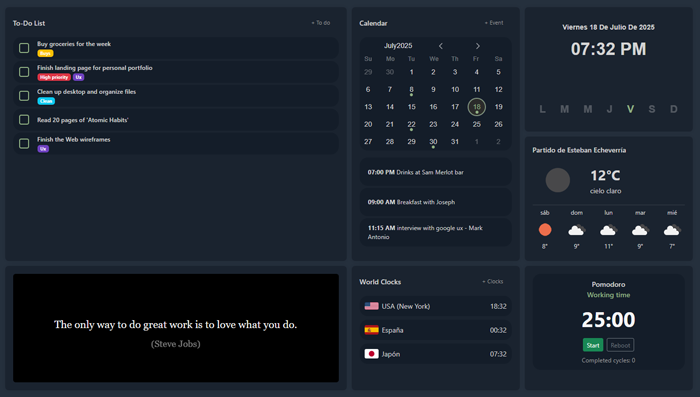 To-Do List
+ To do
Buy groceries for the week
Finish landing page for personal portfolio
High priority
Us
Clean up desktop and organize files
Clean
Read 20 pages of 'Atomic Habits'
Finish the Web wireframes
Us
Calendar
+ Event
July2025
Su Mo Tu We Th Fr Sa
29 30 1 2 3 4 5
6 7 8 9 10 11 12
13 14 15 16 17 18 19
20 21 22 23 24 25 26
27 28 29 30 31 1 2
07:00 PM Drinks at Sam Merlot bar
09:00 AM Breakfast with Joseph
11:15 AM interview with google ux - Mark
Antonio
Viernes 18 De Julio De 2025
07:32 PM
L M M J V S D
Partido de Esteban Echeverría
12°C
cielo claro
sáb dom lun mar mié
8° 9° 11° 9° 7°
The only way to do great work is to love what you do.
(Steve Jobs)
World Clocks
+ Clocks
USA (New York) 18:32
España 00:32
Japón 07:32
Pomodoro
Working time
25:00
Start
Reboot
Completed cycles: 0